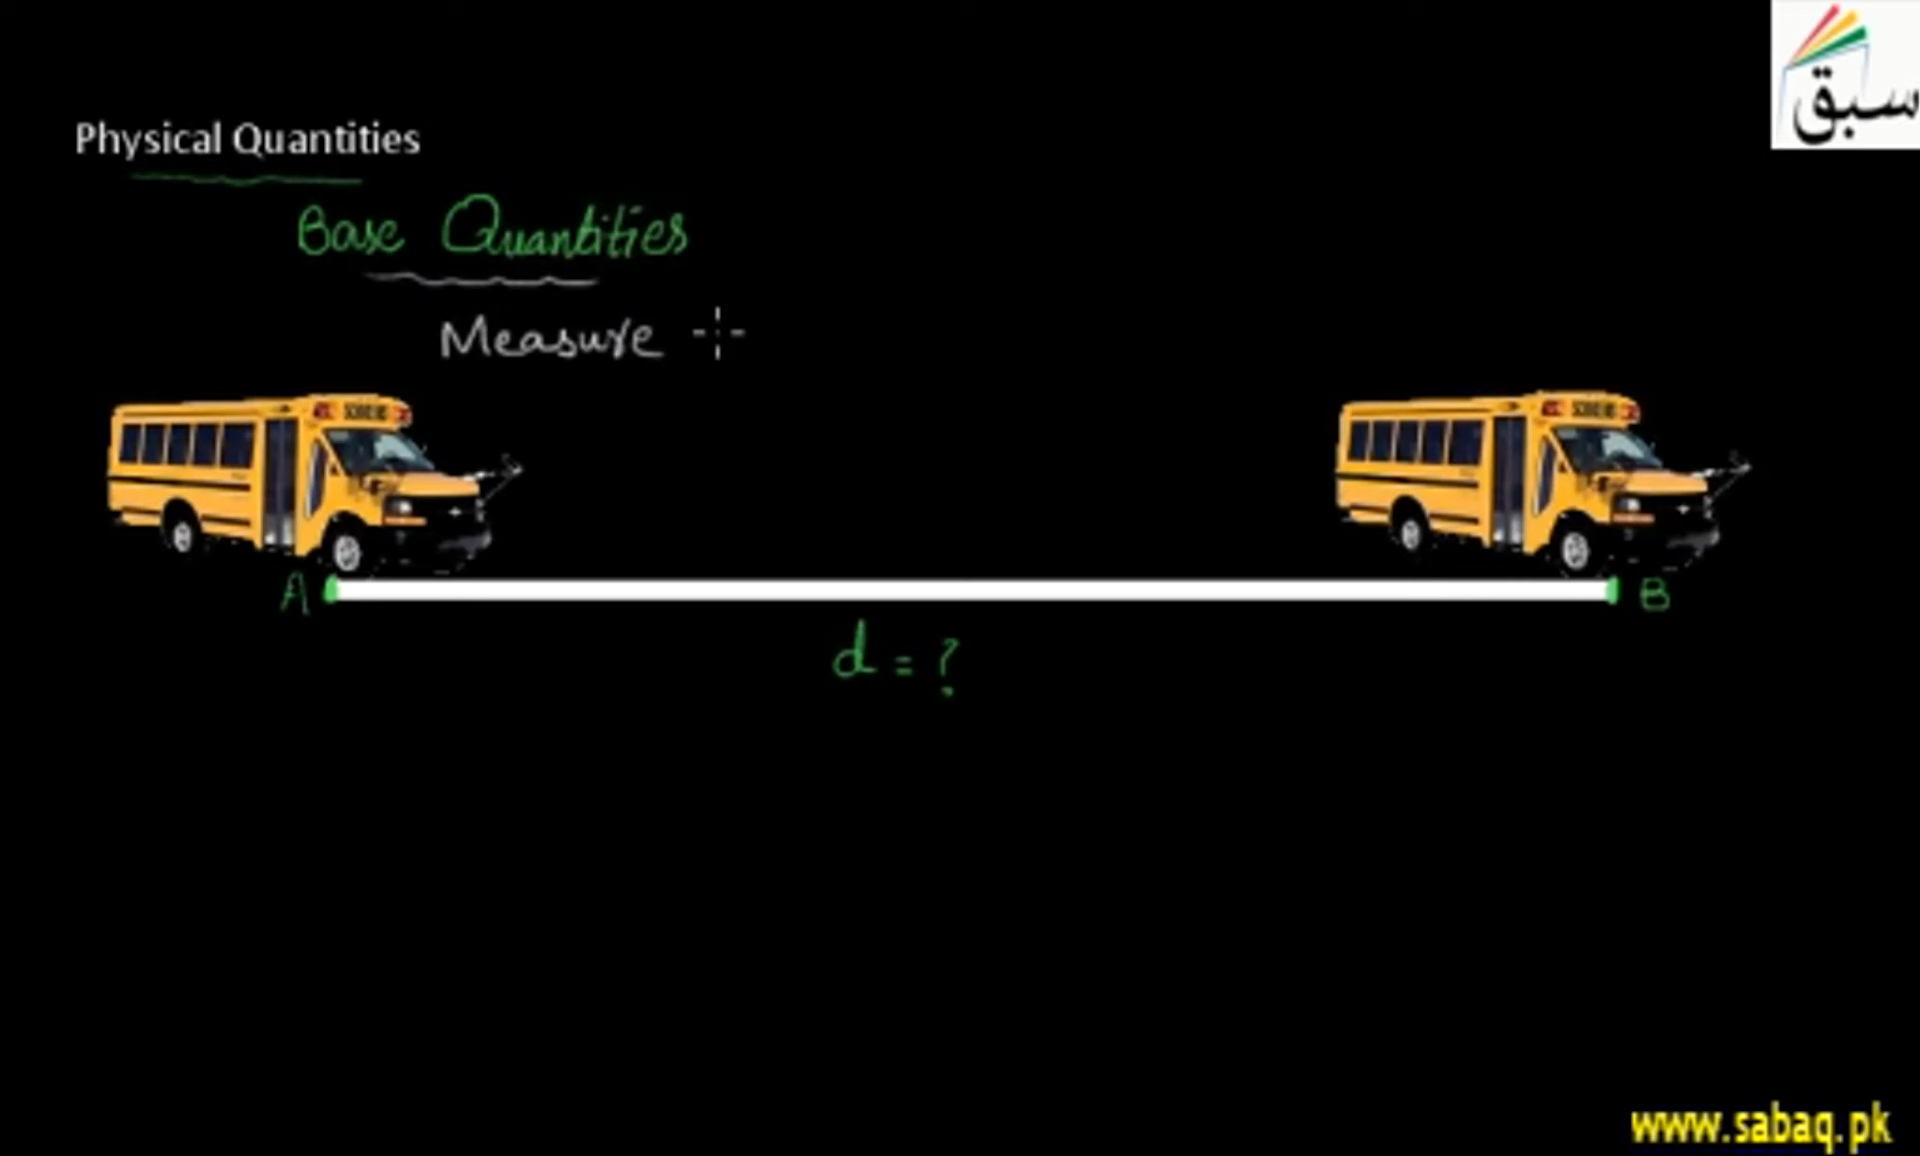 سبق
Physical Quantities
Base Quantities
Measure
A
B
d = ?
www.sabaq.pk